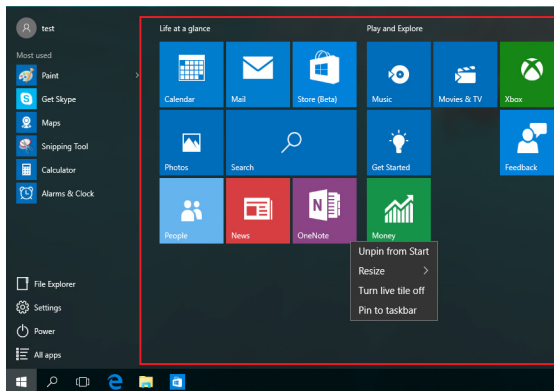 test
Most used
Paint
Get Skype
Maps
Snipping Tool
Calculator
Alarms & Clock
File Explorer
Settings
Power
All apps
Life at a glance
Calendar
Mail
Store (Beta)
Photos
Search
People
News
OneNote
Play and Explore
Music
Movies & TV
Xbox
Get Started
Feedback
Money
Unpin from Start
Resize
Turn live tile off
Pin to taskbar